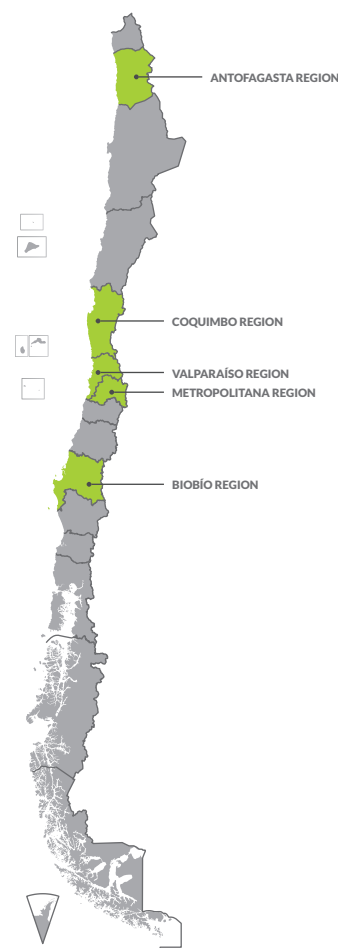 ANTOFAGASTA REGION
COQUIMBO REGION
VALPARAÍSO REGION
METROPOLITANA REGION
BIOBÍO REGION